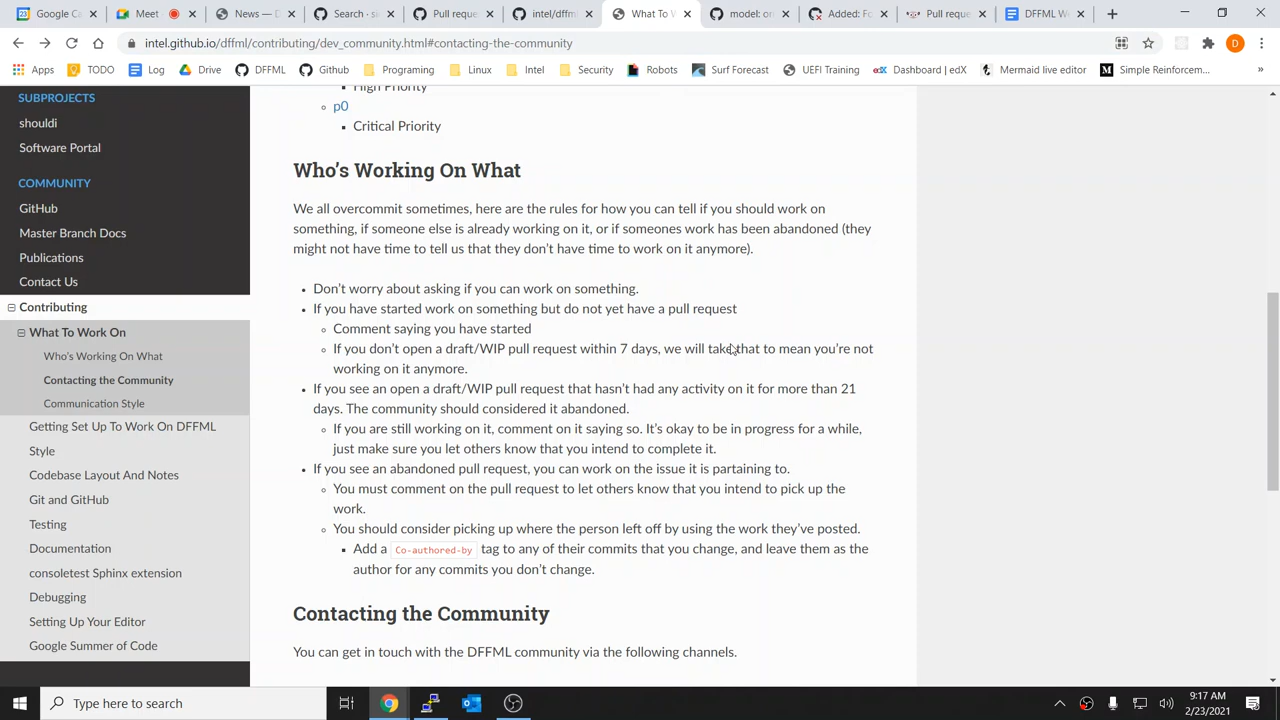 Google Ca
Meet
News — D
Search · si
Pull reque
intel/dffm
What To W
model: on
Added: Fo
Pull reque
DFFML We
intel.github.io/dffml/contributing/dev_community.html#contacting-the-community
D
Apps
TODO
Log
Drive
DFFML
Github
Programing
Linux
Intel
Security
Robots
Surf Forecast
UEFI Training
Dashboard | edX
Mermaid live editor
Simple Reinforcem...
SUBPROJECTS
shouldi
Software Portal
COMMUNITY
GitHub
Master Branch Docs
Publications
Contact Us
Contributing
What To Work On
Who's Working On What
Contacting the Community
Communication Style
Getting Set Up To Work On DFFML
Style
Codebase Layout And Notes
Git and GitHub
Testing
Documentation
consoletest Sphinx extension
Debugging
Setting Up Your Editor
Google Summer of Code
High Priority
p0
Critical Priority
Who's Working On What
We all overcommit sometimes, here are the rules for how you can tell if you should work on
something, if someone else is already working on it, or if someones work has been abandoned (they
might not have time to tell us that they don't have time to work on it anymore).
Don't worry about asking if you can work on something.
If you have started work on something but do not yet have a pull request
Comment saying you have started
If you don't open a draft/WIP pull request within 7 days, we will take that to mean you're not
working on it anymore.
If you see an open a draft/WIP pull request that hasn't had any activity on it for more than 21
days. The community should considered it abandoned.
If you are still working on it, comment on it saying so. It's okay to be in progress for a while,
just make sure you let others know that you intend to complete it.
If you see an abandoned pull request, you can work on the issue it is partaining to.
You must comment on the pull request to let others know that you intend to pick up the
work.
You should consider picking up where the person left off by using the work they've posted.
Add a Co-authored-by tag to any of their commits that you change, and leave them as the
author for any commits you don't change.
Contacting the Community
You can get in touch with the DFFML community via the following channels.
Type here to search
9:17 AM
2/23/2021